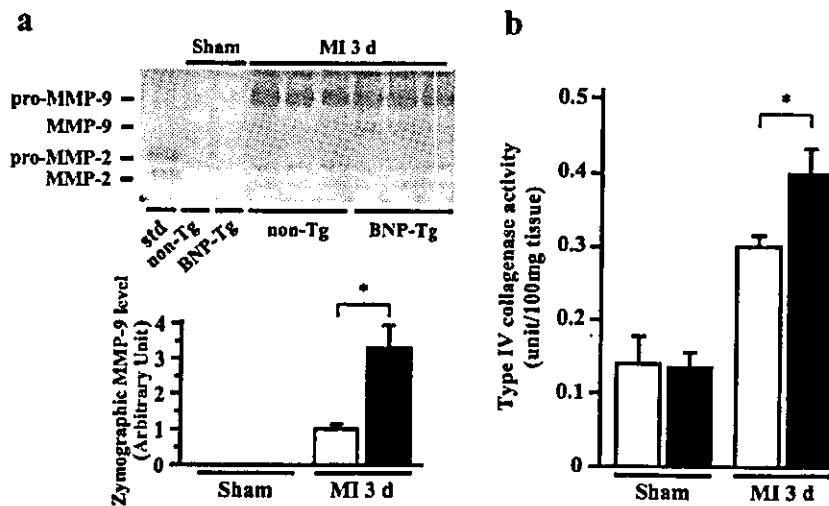 a
Sham MI 3 d
pro-MMP-9
MMP-9
pro-MMP-2
MMP-2
std
non-Tg
BNP-Tg
non-Tg
BNP-Tg
Zymographic MMP-9 level
(Arbitrary Unit)
4
3
2
1
0
*
Sham MI 3 d
b
Type IV collagenase activity
(unit/100mg tissue)
0.5
0.4
0.3
0.2
0.1
0
*
Sham MI 3 d